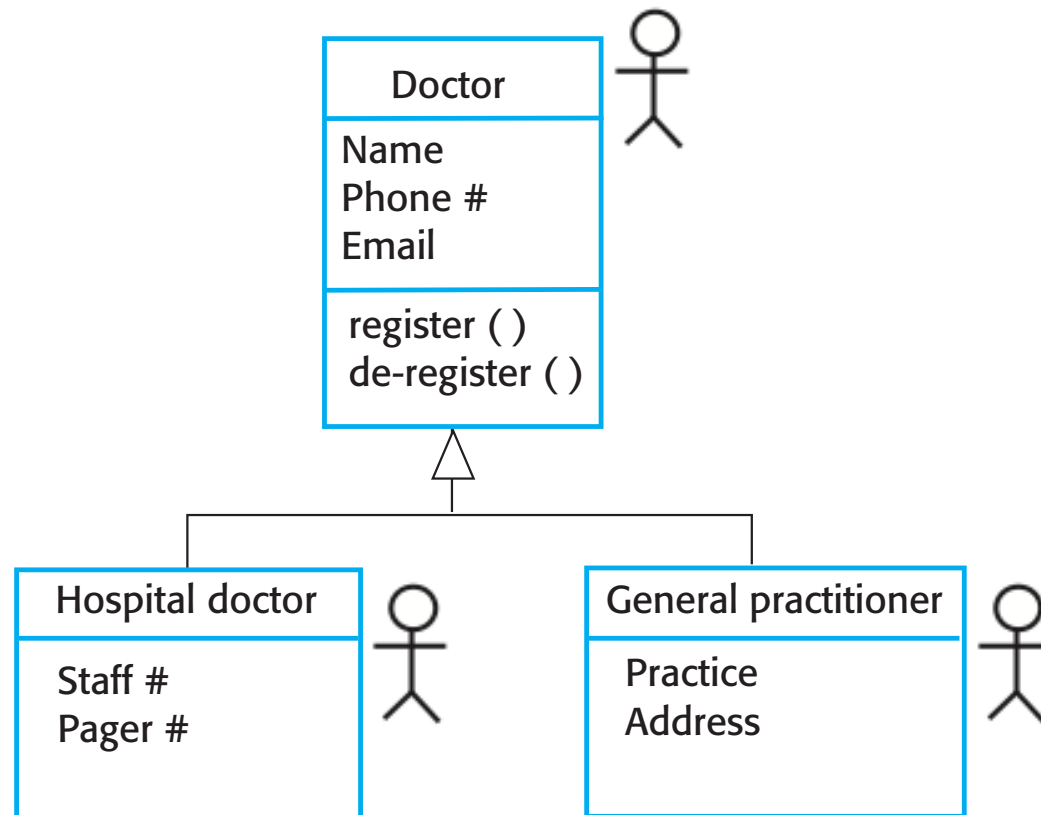 Doctor
Name
Phone #
Email
register ( )
de-register ( )
Hospital doctor
Staff #
Pager #
General practitioner
Practice
Address